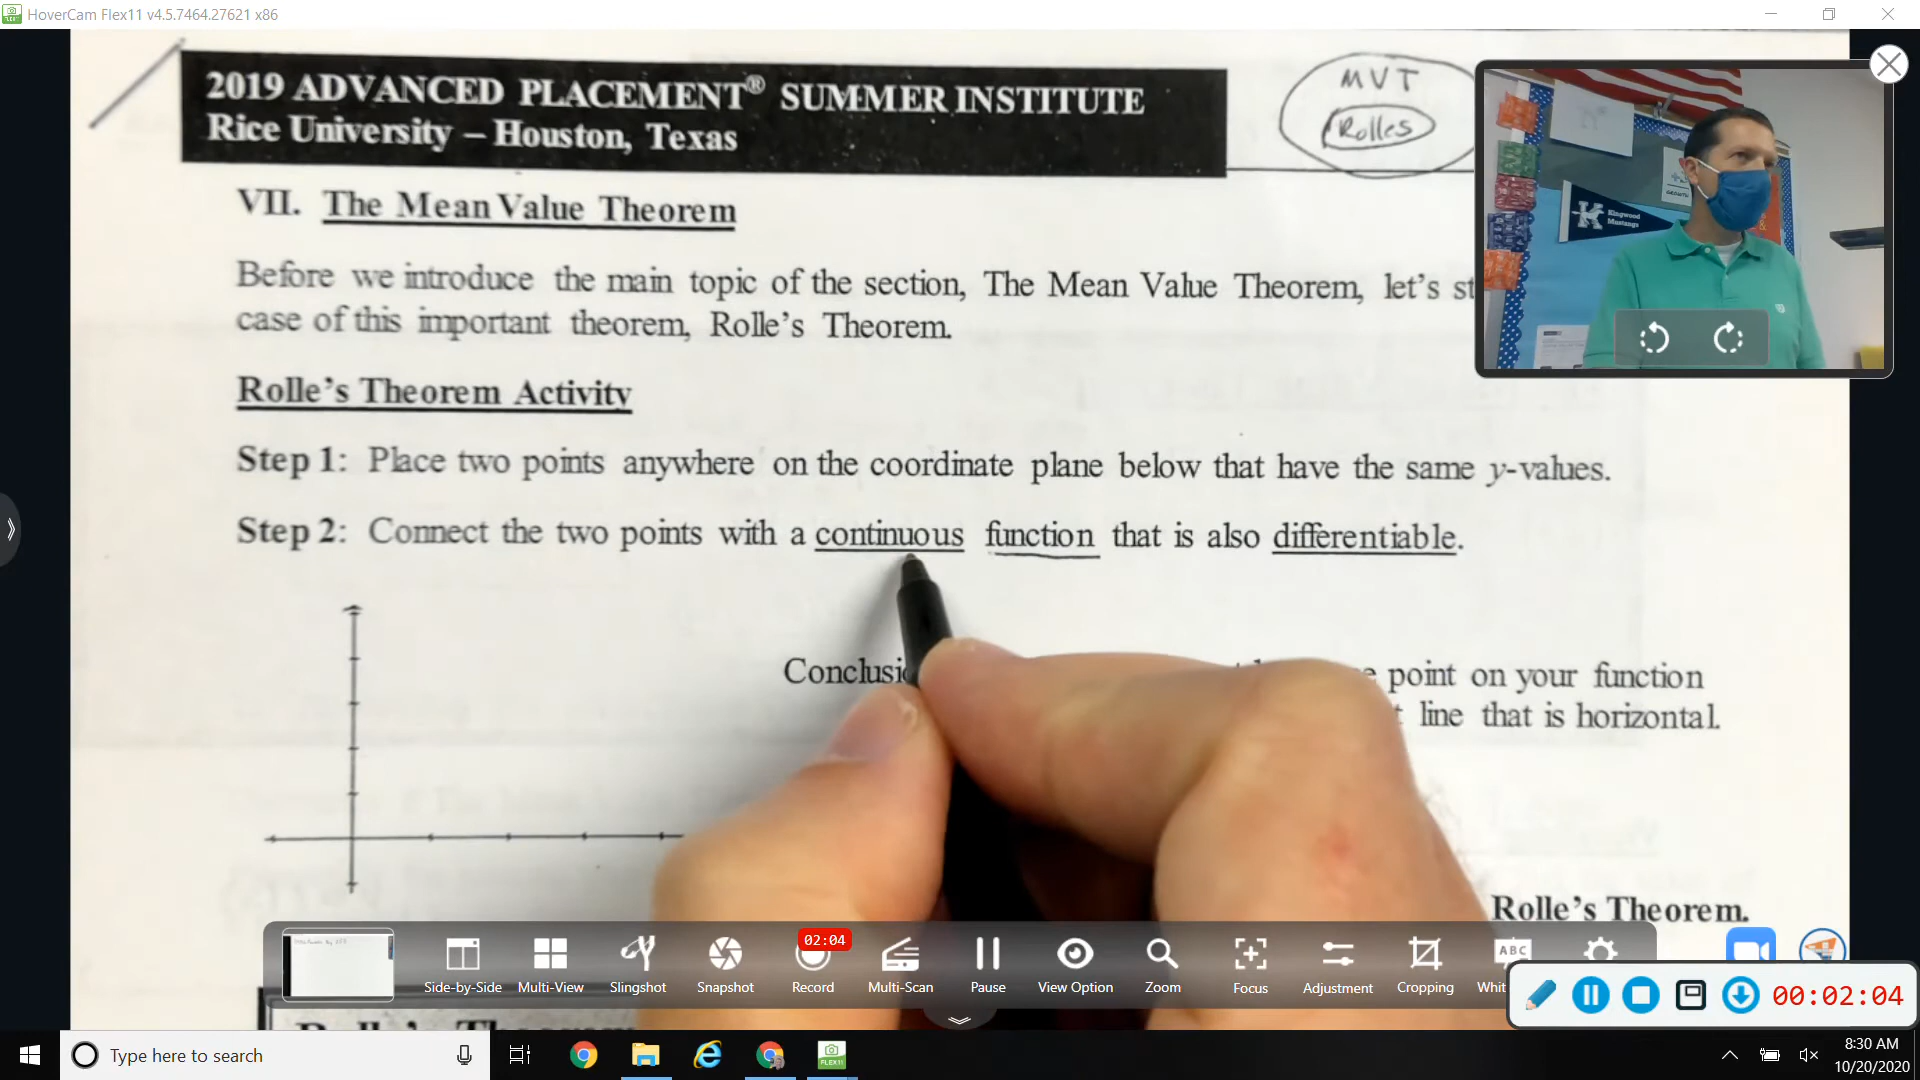 HoverCam Flex11 v4.5.7464.27621 x86
2019 ADVANCED PLACEMENT® SUMMER INSTITUTE
Rice University – Houston, Texas
MVT
Rolles
Kingwood
Mustangs
VII. The Mean Value Theorem
Before we introduce the main topic of the section, The Mean Value Theorem, let's st
case of this important theorem, Rolle's Theorem.
Rolle's Theorem Activity
Step 1: Place two points anywhere on the coordinate plane below that have the same y-values.
Step 2: Connect the two points with a continuous function that is also differentiable.
Conclusi point on your function
line that is horizontal.
Rolle's Theorem.
02:04
Side-by-Side Multi-View Slingshot Snapshot Record Multi-Scan Pause View Option Zoom Focus Adjustment Cropping Whit
ABC
00:02:04
Type here to search
FLEX11
8:30 AM
10/20/2020